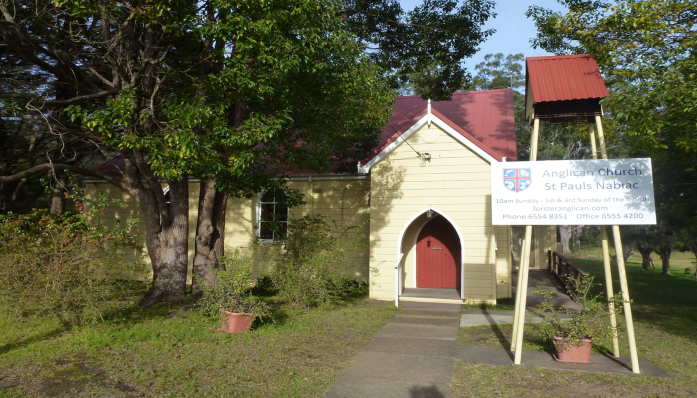 Anglican Church
St Pauls Nabiac
10am Sunday - 1st & 3rd Sunday of the Month
forsteranglican.com
Phone 6554 8351 Office 6555 4200